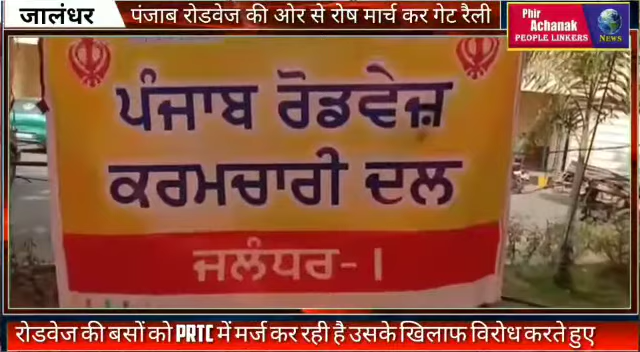 जालंधर
पंजाब रोडवेज की ओर से रोष मार्च कर गेट रैली
Phir
Achanak
PEOPLE LINKERS
NEWS
ਪੰਜਾਬ ਰੋਡਵੇਜ਼
ਕਰਮਚਾਰੀ ਦਲ
ਜਲੰਧਰ-।
रोडवेज की बसों को PRTC में मर्ज कर रही है उसके खिलाफ विरोध करते हुए